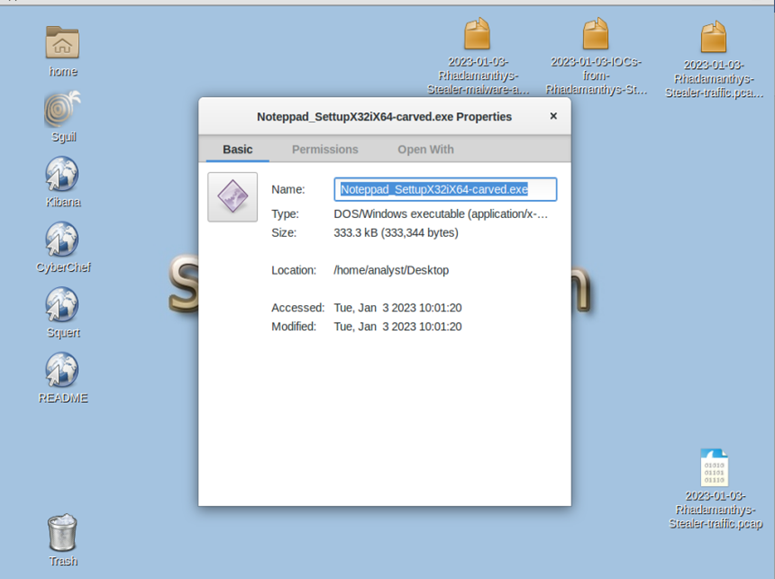 2023-01-03-
Rhadamanthys-
Stealer-malware-a...
2023-01-03-IOCs-
from-
Rhadamanthys-St...
2023-01-03-
Rhadamanthys-
Stealer-traffic.pca...
home
Sguil
Kibana
CyberChef
Squert
README
Trash
Noteppad_SettupX32iX64-carved.exe Properties
×
Basic Permissions Open With
Name: Noteppad_SettupX32iX64-carved.exe
Type: DOS/Windows executable (application/x-...
Size: 333.3 kB (333,344 bytes)
Location: /home/analyst/Desktop
Accessed: Tue, Jan 3 2023 10:01:20
Modified: Tue, Jan 3 2023 10:01:20
S
n
01010
01110
01110
2023-01-03-
Rhadamanthys-
Stealer-traffic.pcap